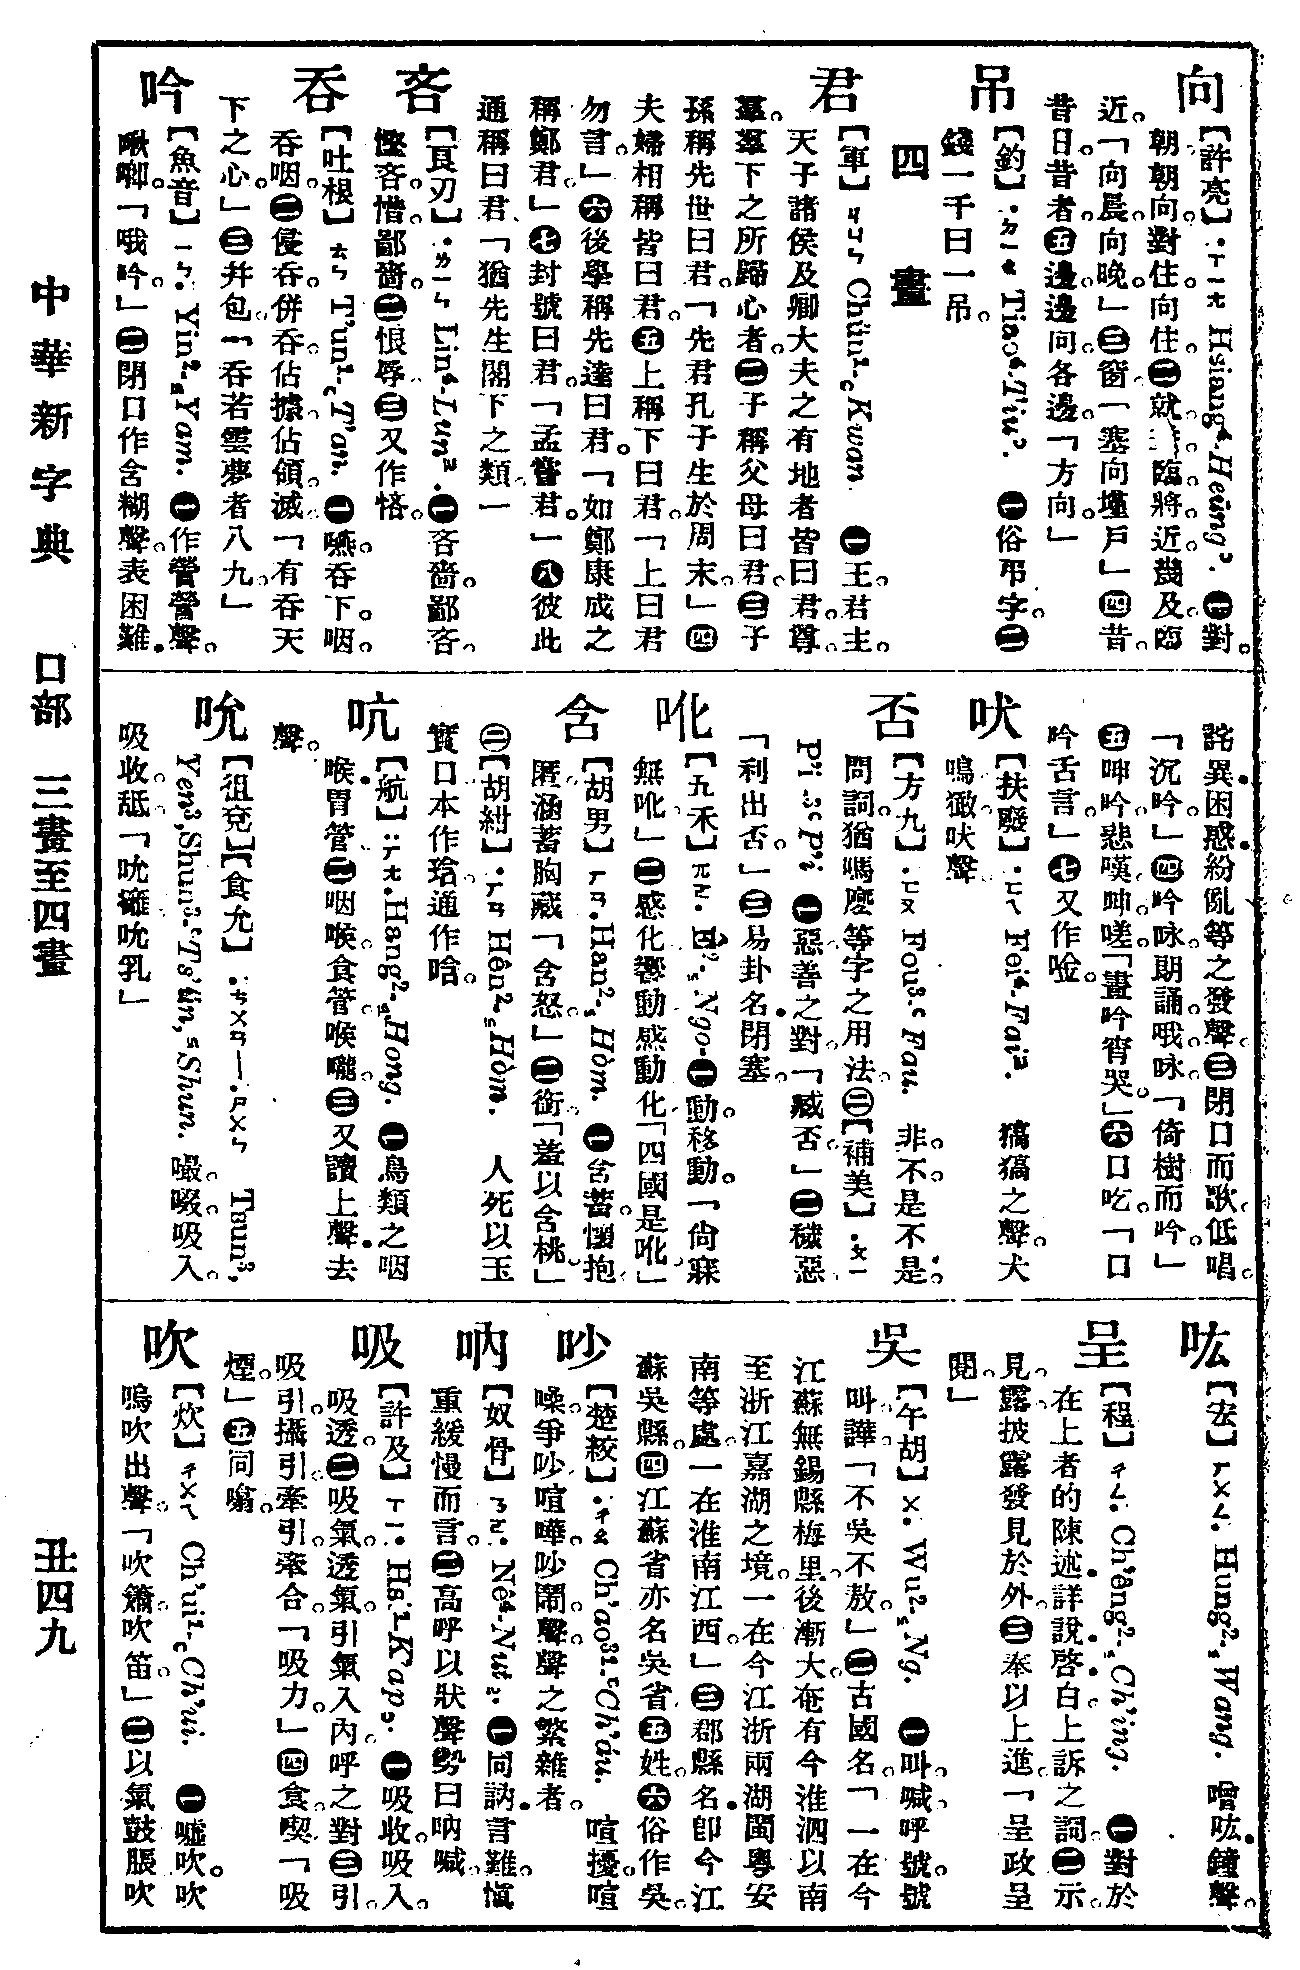 中華新字典　口部　三畫至四畫　丑四九
向
【許亮】·ㄒㄧㄤ Hsiang⁴-Heùng³. ㊀對。
朝。朝向。對住。向住。㊁就臨。將近。幾及。臨
近。「向晨。向晚。」㊂窗一塞向墐戶」㊃昔。
昔日。昔者。㊄邊。邊向。各邊。「方向。」
吊
【釣】·ㄉㄧㄠ Tiao⁴-Tiu³. ㊀俗弔字。㊁
錢一千曰一吊。
四畫
君
【軍】ㄐㄩㄣ Chün¹-Kwan. ㊀王。君主。
天子諸侯及卿大夫之有地者皆曰君。尊
羣。羣下之所歸心者。㊁子稱父母曰君。㊂子
孫稱先世曰君。「先君孔子生於周末。」㊃
夫婦相稱皆曰君。㊄上稱下曰君。「上曰君
勿言。」㊅後學稱先達曰君。「如鄭康成之
稱鄭君。」㊆封號曰君。「孟嘗君。」㊇彼此
通稱曰君「猶先生閣下之類一
吝
【艮刃】·ㄌㄧㄣ Lin⁴-Lun². ㊀吝嗇。鄙吝。
慳吝。惜。鄙嗇。㊁恨辱。㊂又作悋。
吞
【吐根】ㄊㄣ T'un¹-T'an. ㊀嚥。吞下。咽。
吞咽。㊁侵吞。併吞。佔據。佔領。滅「有吞天
下之心。」㊂幷包。「吞若雲夢者八九。」
吟
【魚音】ㄧㄣ. Yin²-Yam. ㊀作營營聲。
啾唧。「哦吟。」㊁閉口作含糊聲。表困難
詫異困惑紛亂等之發聲。㊂閉口而歌。低唱。
「沉吟。」㊃吟咏。朗誦。哦咏。「倚樹而吟。」
㊄呻吟。悲嘆。呻嗟。「晝吟宵哭。」㊅口吃。「口
吟舌言。」㊆又作唫。
吠
【扶廢】·ㄈㄟ Fei⁴-Fai². 猲猲之聲。犬
鳴。獥吠聲
否
【方九】·ㄈㄡ Fou³-Fau. 非。不。是不是。
問詞。猶嗎麼等字之用法。㊁【補美】·ㄆㄧ
P'i³-P'i ㊀惡。善之對。「臧否。」㊁穢惡
「利出否。」㊂易卦名。閉塞。
吪
【五禾】ㄫㄜ. É²-Ngo-㊀動。移動。「尙寐
無吪」㊁感化。響動。感動。化「四國是吪」
含
【胡男】ㄏㄢ. Han²-Hòm. ㊀含蓄。懷抱
匿。涵蓄。胸藏「含怒。」㊁銜。「羞以含桃」
㊁【胡紺】·ㄏㄢ Hên²-Hòm. 人死以玉
實口本作琀。通作唅。
吭
【航】:ㄏㄤ. Hang²-Hong. ㊀鳥類之咽
喉。胃管。㊁咽喉。食管。喉嚨。㊂又讀上聲。去
聲。
吮
【徂兗】【食允】:ㄘㄨㄢ—·ㄕㄨㄣ Tsun³,
Yen³, Shun³-Ts'ün, Shun. 嘬。啜。吸入。
吸收。舐。「吮癰吮乳」
吰
【宏】ㄏㄨㄥ. Hung²-Wang. 噌吰。鐘聲。
呈
【程】ㄔㄥ. Ch'êng²-Ch'ing. ㊀對於
在上者的陳述。詳說。啓白。上訴之詞。㊁示。
見。露。披露。發見於外。㊂奉以上進。「呈政呈
閱。」
吳
【午胡】ㄨ. Wu²-Ng. ㊀叫。喊。呼號。號
叫。譁「不吳不敖。」㊁古國名。「一在今
江蘇無錫縣梅里。後漸大。奄有今淮泗以南
至浙江嘉湖之境。一在今江浙兩湖閩粵安
南等處。一在淮南江西。」㊂郡縣名。卽今江
蘇吳縣。㊃江蘇省亦名吳省。㊄姓。㊅俗作吴。
吵
【楚絞】·ㄔㄠ Ch'ao³¹-Ch'áu. 喧擾。喧
嘈。爭吵。喧嘩。吵鬧。聲。聲之繁雜者。
吶
【奴骨】ㄋㄜ. Nê⁴-Nut₂. ㊀同訥。言難。愼
重。緩慢而言。㊁高呼以狀聲勢曰吶喊。
吸
【許及】ㄒㄧ. Hsi¹-K'ap. ㊀吸收。吸入。
吸透。㊁吸氣。透氣。引氣入內。呼之對。㊂引。
吸引。攝引。牽引。牽合。「吸力。」㊃食。喫。「吸
煙」㊄同噏。
吹
【炊】ㄔㄨㄟ Ch'ui¹-Ch'ui. ㊀噓。吹。吹
嗚。吹出聲。「吹簫。吹笛。」㊁以氣鼓脹吹